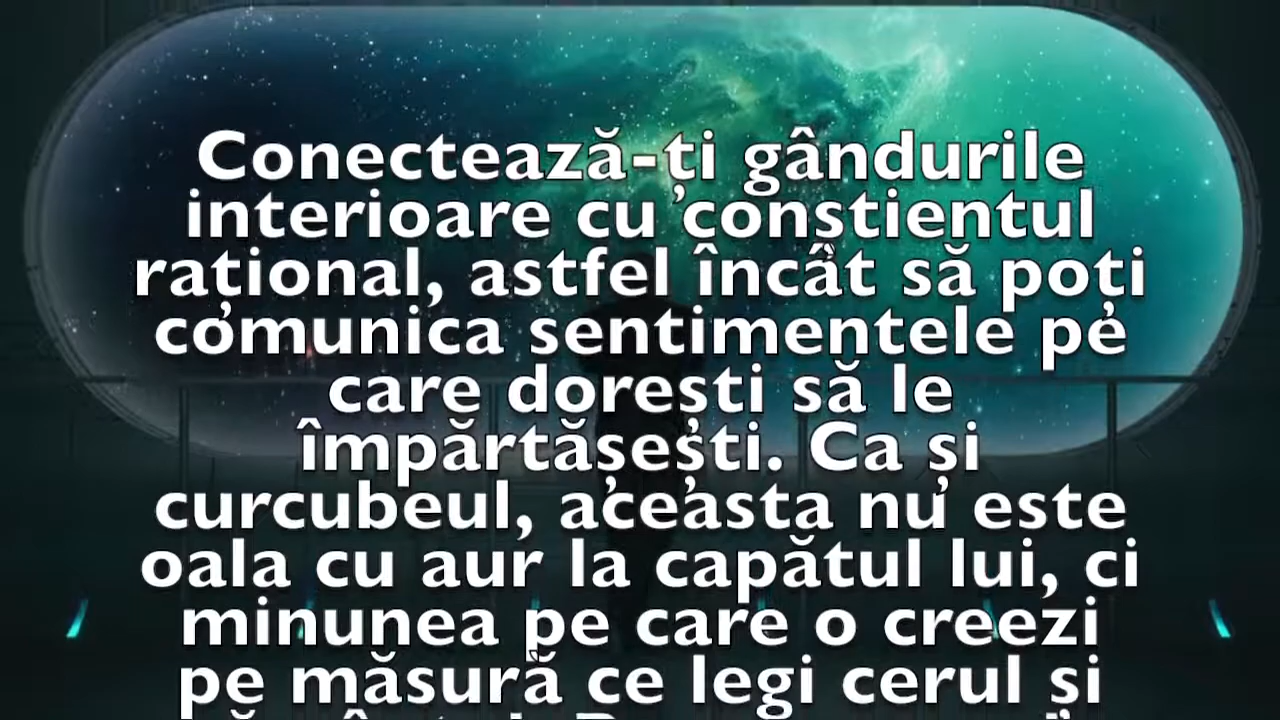 Conectează-ți gândurile
interioare cu conștientul
rațional, astfel încât să poți
comunica sentimentele pe
care dorești să le
împărtășești. Ca și
curcubeul, aceasta nu este
oala cu aur la capătul lui, ci
minunea pe care o creezi
pe măsură ce legi cerul și